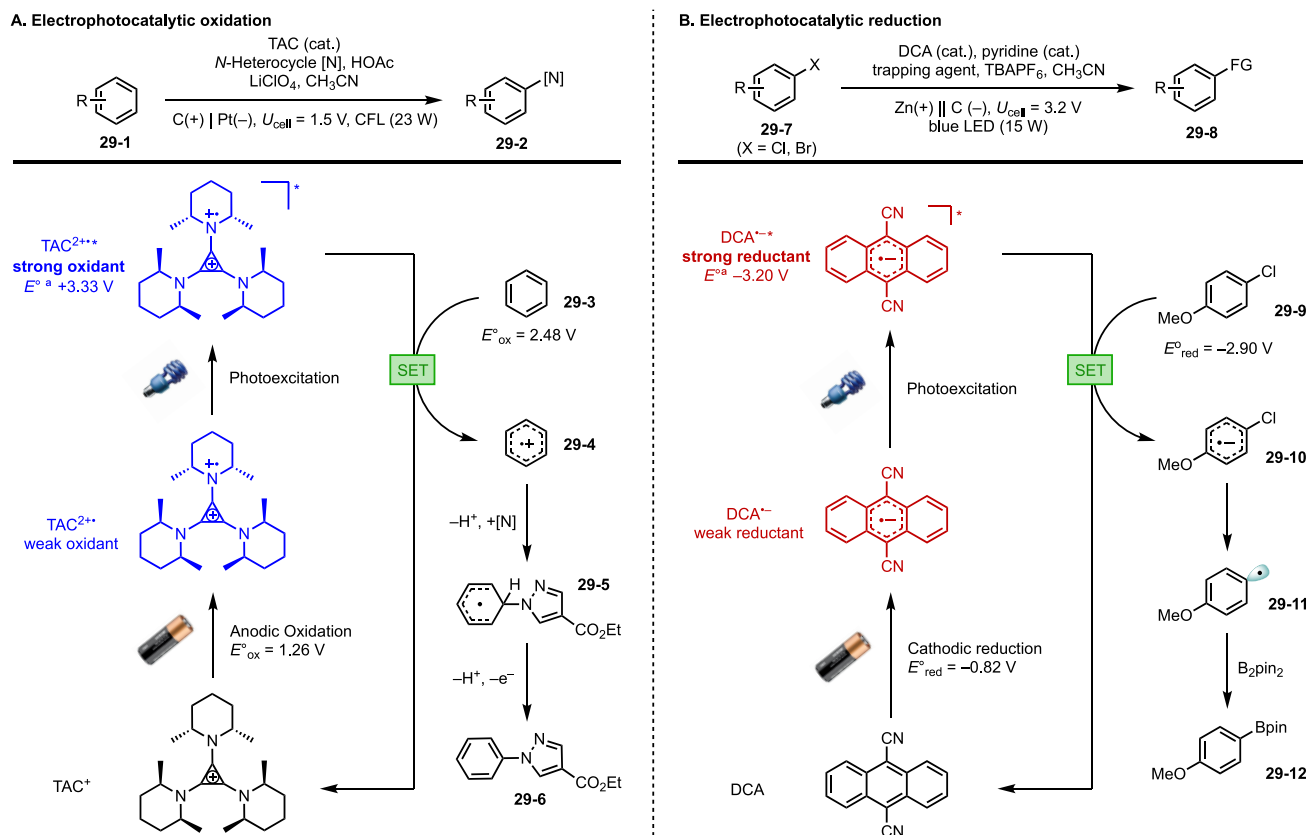 A. Electrophotocatalytic oxidation
TAC (cat.)
N-Heterocycle [N], HOAc
LiClO4, CH3CN
C(+) | Pt(–), Ucell = 1.5 V, CFL (23 W)
R
29-1
R
[N]
29-2
TAC2+•*
strong oxidant
E° a +3.33 V
+•
N
*
N
N
+
29-3
E°ox = 2.48 V
SET
Photoexcitation
•+
29-4
TAC2+•
weak oxidant
+•
N
N
N
+
–H+, +[N]
H
N
N
•
CO2Et
29-5
Anodic Oxidation
E°ox = 1.26 V
–H+, –e–
N
N
CO2Et
29-6
TAC+
N
N
N
+
B. Electrophotocatalytic reduction
DCA (cat.), pyridine (cat.)
trapping agent, TBAPF6, CH3CN
Zn(+) || C (–), Ucell = 3.2 V
blue LED (15 W)
R
X
29-7
(X = Cl, Br)
R
FG
29-8
DCA•–*
strong reductant
E°a –3.20 V
CN
•–
CN
*
Cl
MeO
29-9
E°red = –2.90 V
SET
Photoexcitation
Cl
•–
MeO
29-10
DCA•–
weak reductant
CN
•–
CN
•
MeO
29-11
Cathodic reduction
E°red = –0.82 V
B2pin2
Bpin
MeO
29-12
DCA
CN
CN